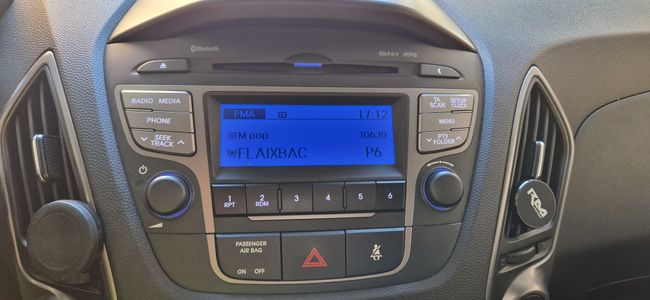 Bluetooth
MP3
RADIO MEDIA
PHONE
SEEK
TRACK
TA
SCAN
SETUP
CLOCK
MENU
PTY
FOLDER
FMA
17:12
M pop
106.10
FLAIXBAC
P6
1
RPT
2
RDM
3
4
5
6
PASSENGER
AIR BAG
ON OFF